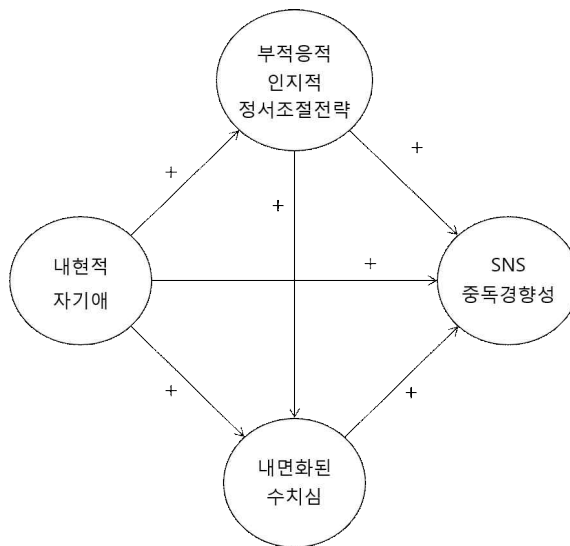 부적응적
인지적
정서조절전략
+
+
+
내현적
자기애
+
SNS
중독경향성
+
+
내면화된
수치심